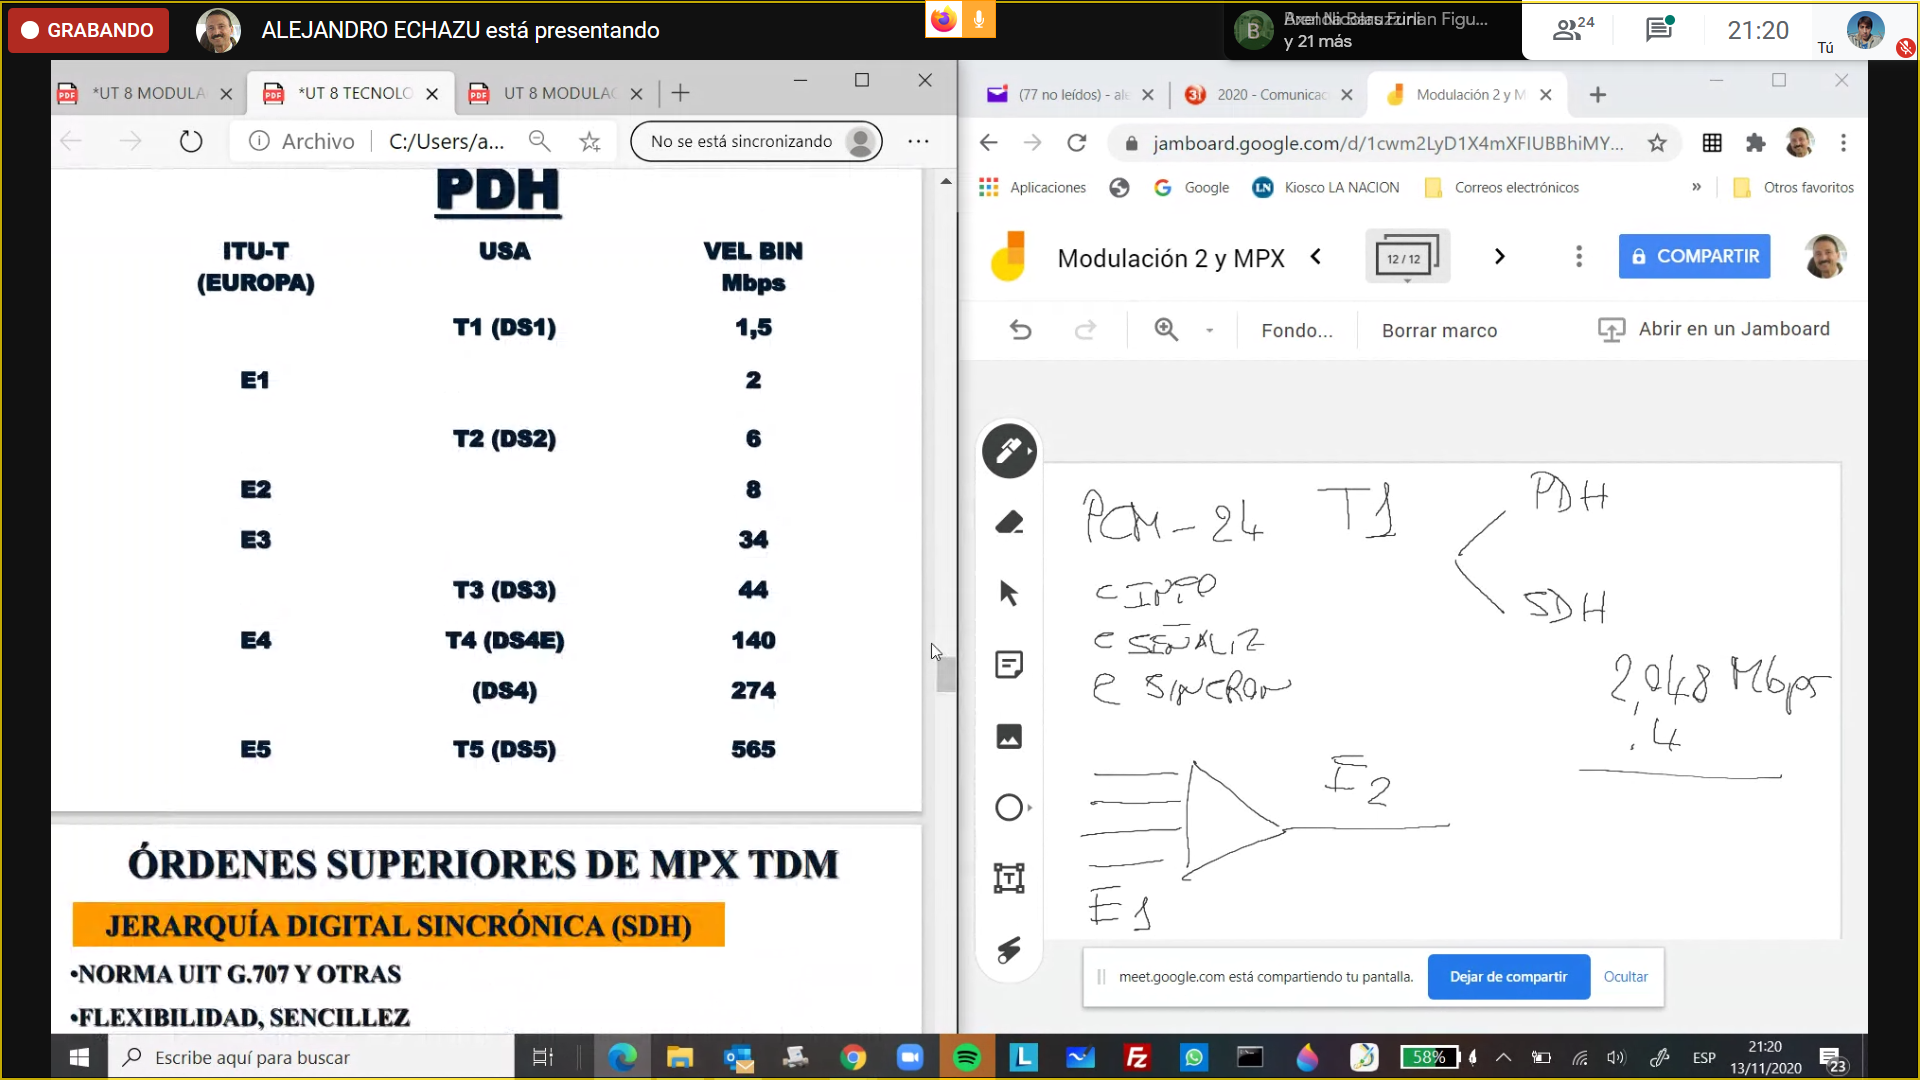 GRABANDO
ALEJANDRO ECHAZU está presentando
y 21 más
24
21:20
Tú
*UT 8 MODULA
*UT 8 TECNOLO
UT 8 MODULAC
Archivo
C:/Users/a...
No se está sincronizando
PDH
ITU-T USA VEL BIN
(EUROPA) Mbps
T1 (DS1) 1,5
E1 2
T2 (DS2) 6
E2 8
E3 34
T3 (DS3) 44
E4 T4 (DS4E) 140
(DS4) 274
E5 T5 (DS5) 565
ÓRDENES SUPERIORES DE MPX TDM
JERARQUÍA DIGITAL SINCRÓNICA (SDH)
•NORMA UIT G.707 Y OTRAS
•FLEXIBILIDAD, SENCILLEZ
(77 no leídos) - ale
2020 - Comunicac
Modulación 2 y M
jamboard.google.com/d/1cwm2LyD1X4mXFIUBBhiMY...
Aplicaciones
Google
Kiosco LA NACION
Correos electrónicos
»
Otros favoritos
Modulación 2 y MPX
12 / 12
COMPARTIR
Fondo...
Borrar marco
Abrir en un Jamboard
PCM-24 T1
PDH
SDH
C INFO
C SEÑALIZ
C SINCRON
2,048 Mbps
.4
E2
E1
meet.google.com está compartiendo tu pantalla.
Dejar de compartir
Ocultar
Escribe aquí para buscar
58%
ESP
21:20
13/11/2020
23